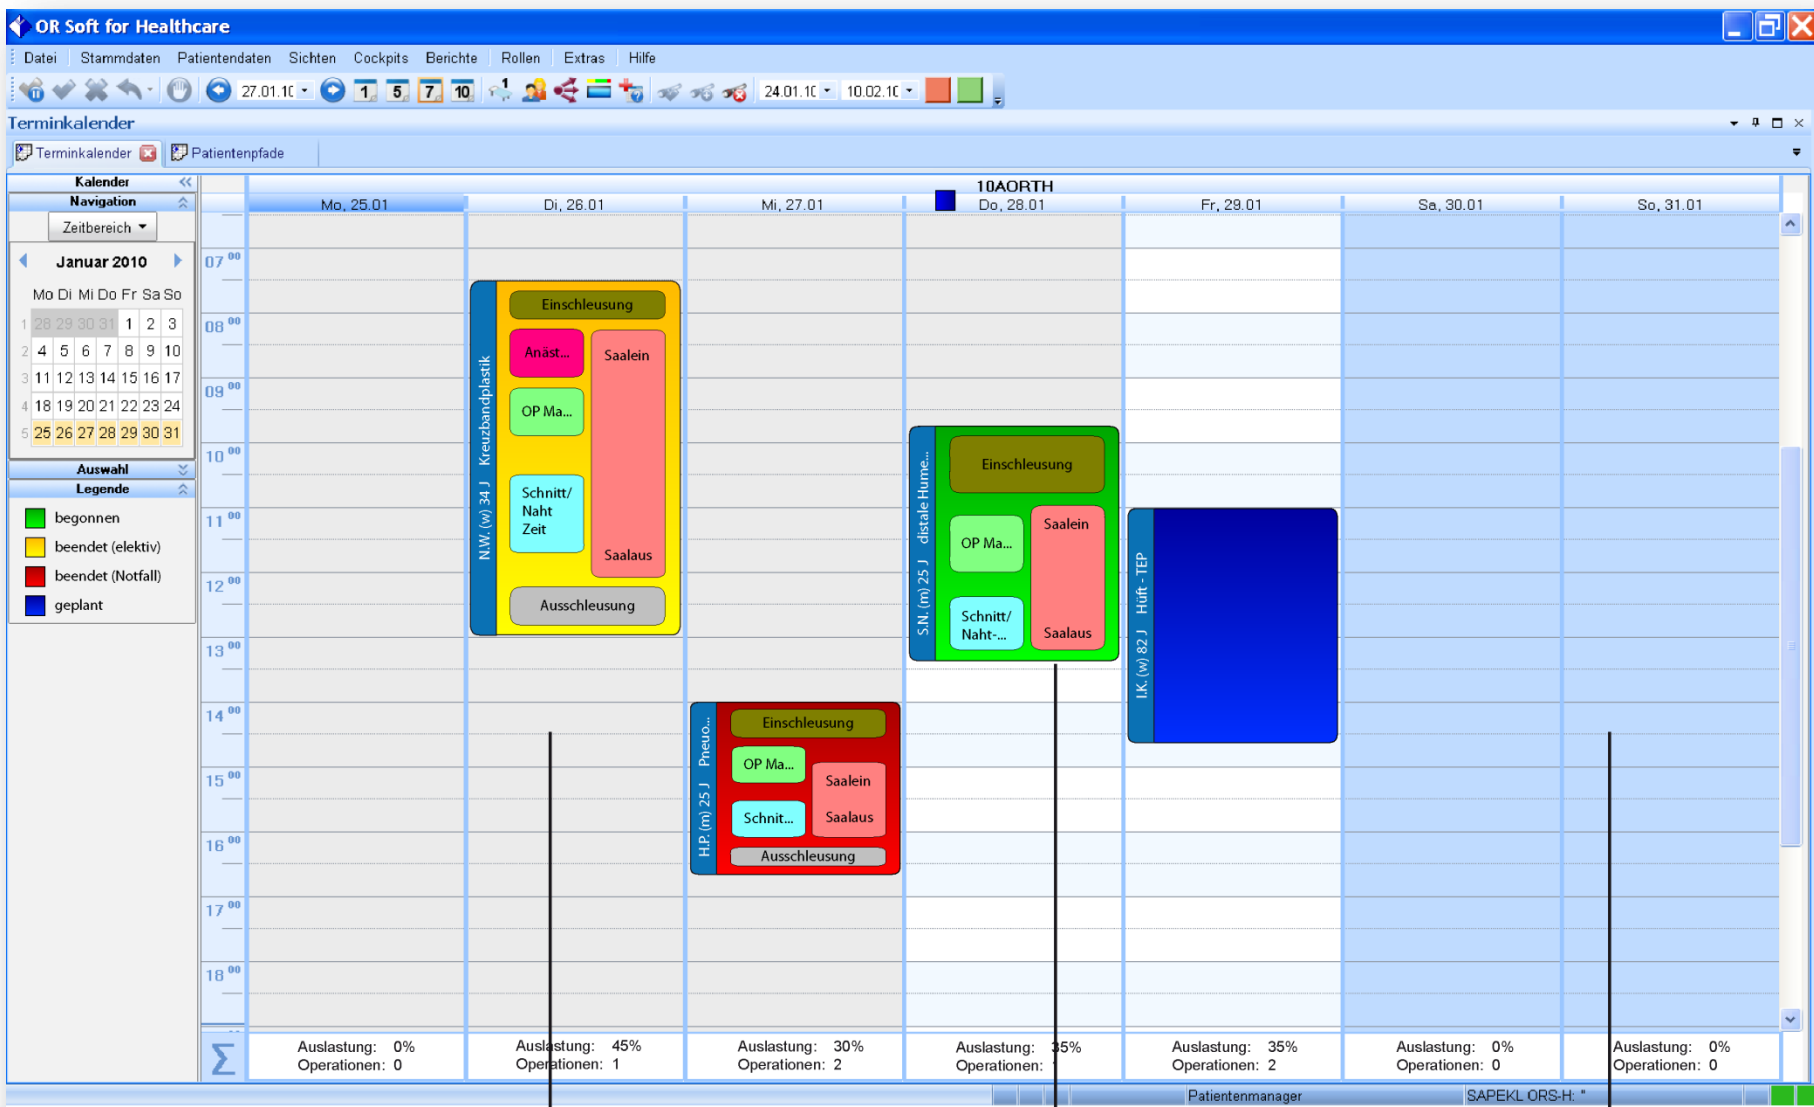 OR Soft for Healthcare
Datei Stammdaten Patientendaten Sichten Cockpits Berichte Rollen Extras Hilfe
27.01.1( 1 5 7 10 1 24.01.1( 10.02.1(
Terminkalender
Terminkalender Patientenpfade
Kalender
Navigation
Zeitbereich
Januar 2010
Mo Di Mi Do Fr Sa So
1 28 29 30 31 1 2 3
2 4 5 6 7 8 9 10
3 11 12 13 14 15 16 17
4 18 19 20 21 22 23 24
5 25 26 27 28 29 30 31
Auswahl
Legende
begonnen
beendet (elektiv)
beendet (Notfall)
geplant
10AORTH
Mo, 25.01 Di, 26.01 Mi, 27.01 Do, 28.01 Fr, 29.01 Sa, 30.01 So, 31.01
07 00
08 00
09 00
10 00
11 00
12 00
13 00
14 00
15 00
16 00
17 00
18 00
N.W. (w) 34 J Kreuzbandplastik
Einschleusung
Anäst...
Saalein
OP Ma...
Schnitt/
Naht
Zeit
Saalaus
Ausschleusung
H.P. (m) 25 J Pneuo...
Einschleusung
OP Ma...
Saalein
Schnit...
Saalaus
Ausschleusung
S.N. (m) 25 J distale Hume...
Einschleusung
Saalein
OP Ma...
Schnitt/
Naht-...
Saalaus
I.K. (w) 82 J Hüft - TEP
Σ
Auslastung: 0%
Operationen: 0
Auslastung: 45%
Operationen: 1
Auslastung: 30%
Operationen: 2
Auslastung: 35%
Operationen:
Auslastung: 35%
Operationen: 2
Auslastung: 0%
Operationen: 0
Auslastung: 0%
Operationen: 0
Patientenmanager SAPEKL ORS-H: "